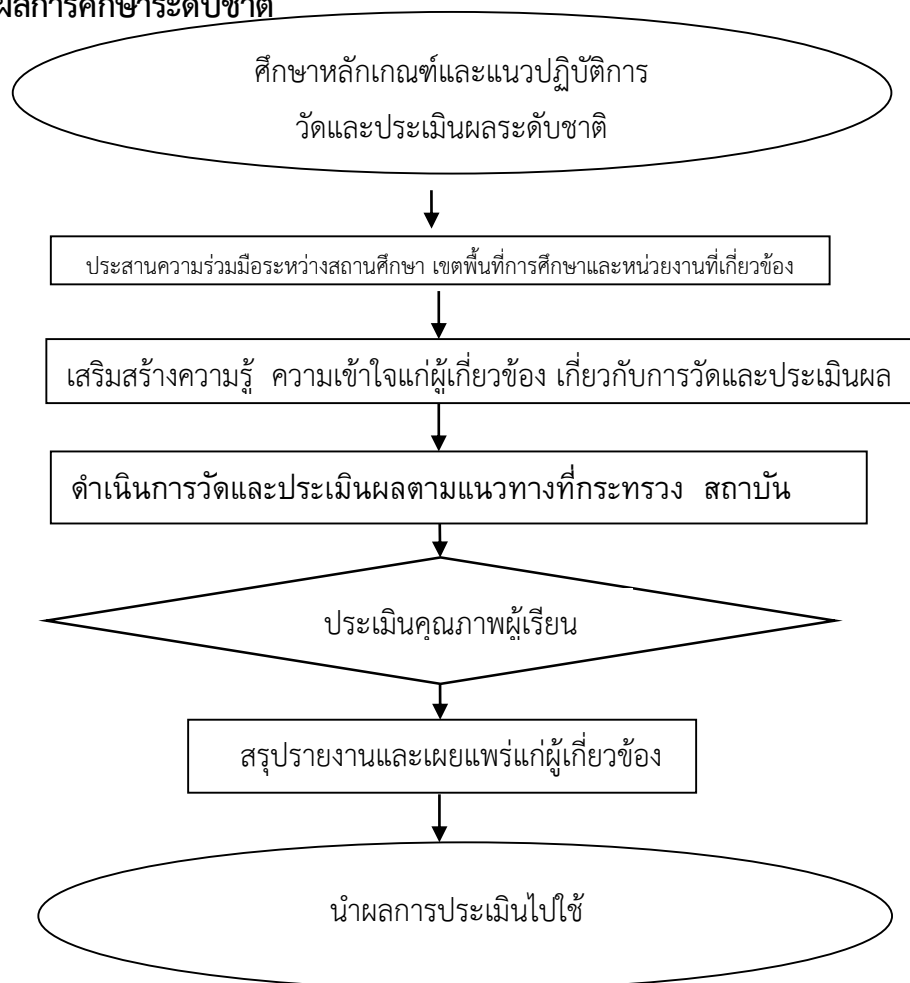 ผลการศึกษาระดับชาติ
ศึกษาหลักเกณฑ์และแนวปฏิบัติการ
วัดและประเมินผลระดับชาติ
ประสานความร่วมมือระหว่างสถานศึกษา เขตพื้นที่การศึกษาและหน่วยงานที่เกี่ยวข้อง
เสริมสร้างความรู้ ความเข้าใจแก่ผู้เกี่ยวข้อง เกี่ยวกับการวัดและประเมินผล
ดำเนินการวัดและประเมินผลตามแนวทางที่กระทรวง สถาบัน
ประเมินคุณภาพผู้เรียน
สรุปรายงานและเผยแพร่แก่ผู้เกี่ยวข้อง
นำผลการประเมินไปใช้